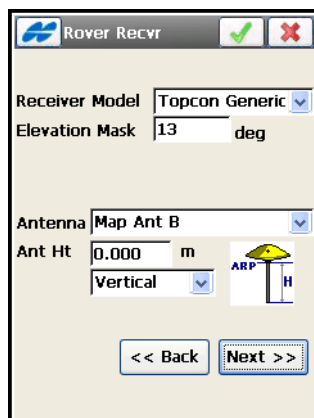 Rover Recvr
Receiver Model Topcon Generic
Elevation Mask 13 deg
Antenna Map Ant B
Ant Ht 0.000 m
ARP
Vertical H
<< Back Next >>